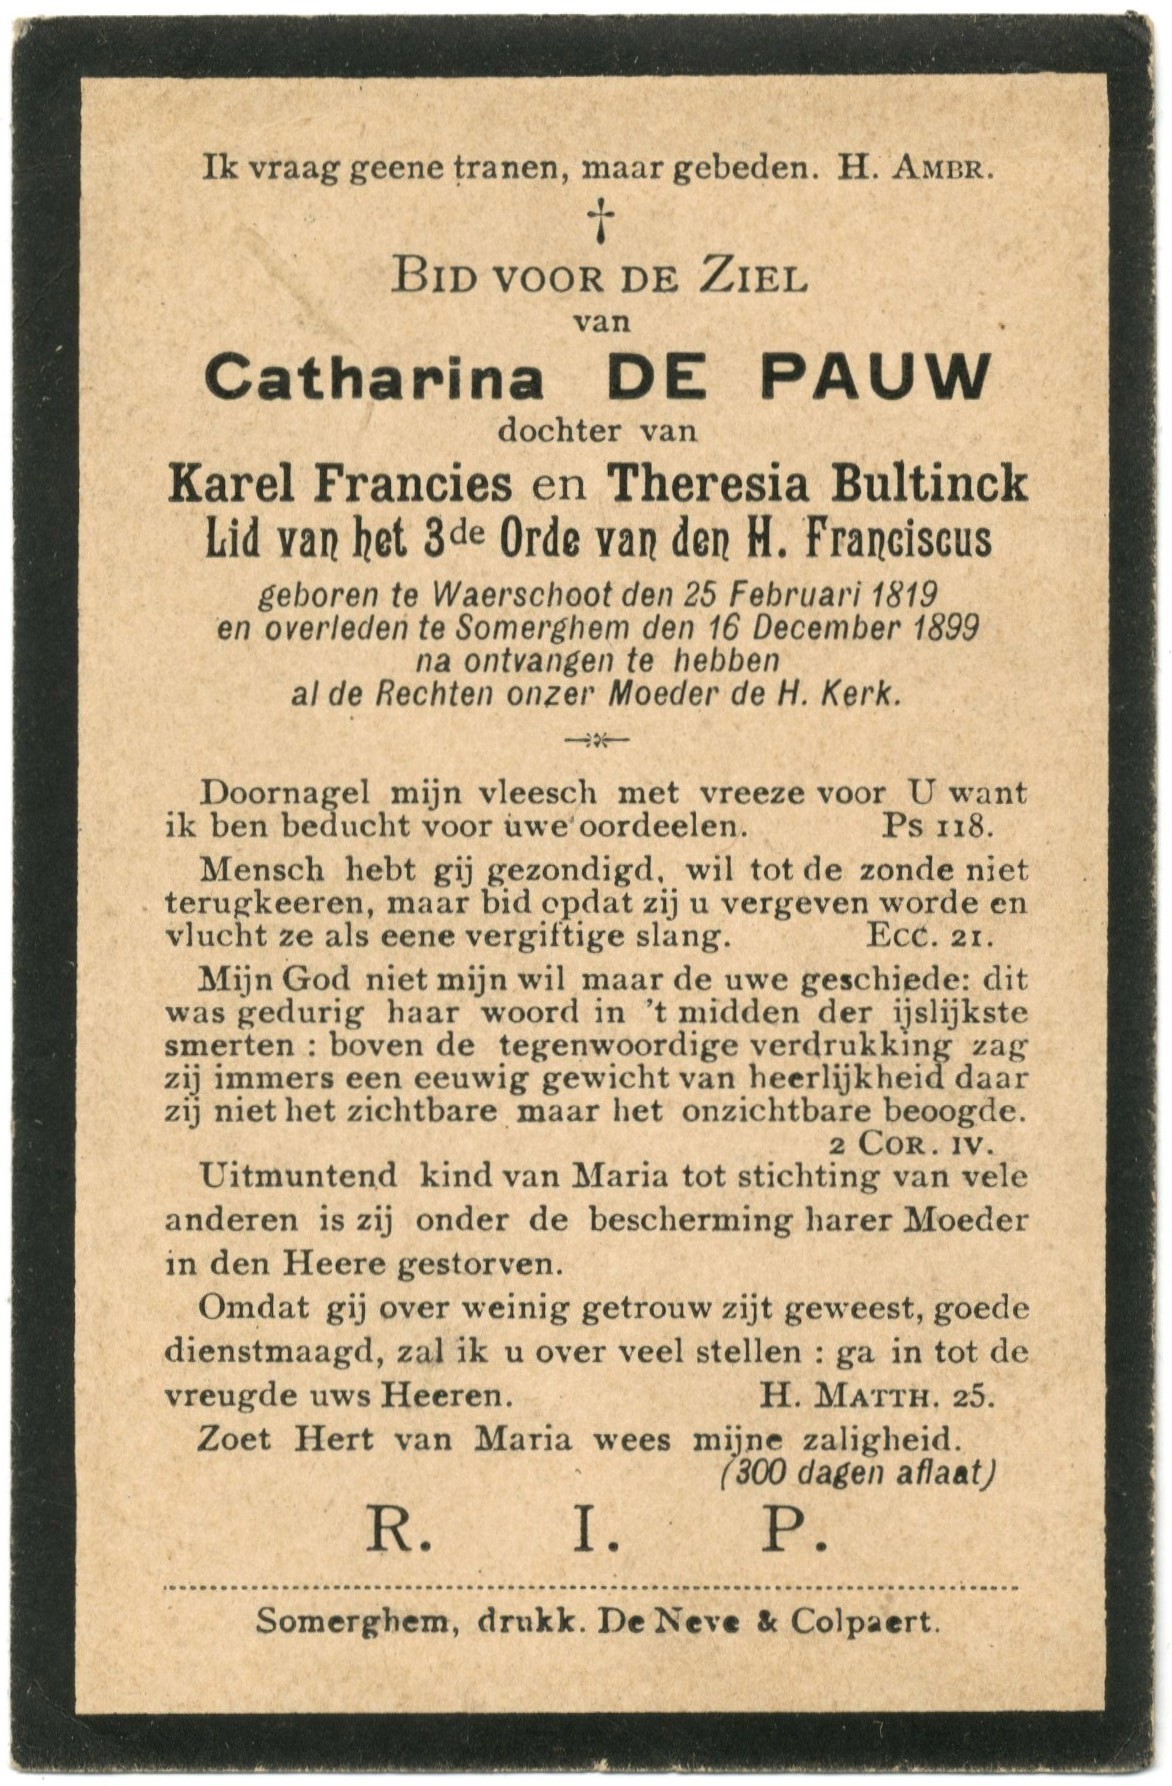 Ik vraag geene tranen, maar gebeden. H. AMBR.
†
BID VOOR DE ZIEL
van
Catharina DE PAUW
dochter van
Karel Francies en Theresia Bultinck
Lid van het 3de Orde van den H. Franciscus
geboren te Waerschoot den 25 Februari 1819
en overleden te Somerghem den 16 December 1899
na ontvangen te hebben
al de Rechten onzer Moeder de H. Kerk.
Doornagel mijn vleesch met vreeze voor U want
ik ben beducht voor uwe oordeelen. Ps 118.
Mensch hebt gij gezondigd, wil tot de zonde niet
terugkeeren, maar bid opdat zij u vergeven worde en
vlucht ze als eene vergiftige slang. ECC. 21.
Mijn God niet mijn wil maar de uwe geschiede: dit
was gedurig haar woord in 't midden der ijslijkste
smerten : boven de tegenwoordige verdrukking zag
zij immers een eeuwig gewicht van heerlijkheid daar
zij niet het zichtbare maar het onzichtbare beoogde.
2 COR. IV.
Uitmuntend kind van Maria tot stichting van vele
anderen is zij onder de bescherming harer Moeder
in den Heere gestorven.
Omdat gij over weinig getrouw zijt geweest, goede
dienstmaagd, zal ik u over veel stellen : ga in tot de
vreugde uws Heeren. H. MATTH. 25.
Zoet Hert van Maria wees mijne zaligheid.
(300 dagen aflaat)
R. I. P.
Somerghem, drukk. De Neve & Colpaert.